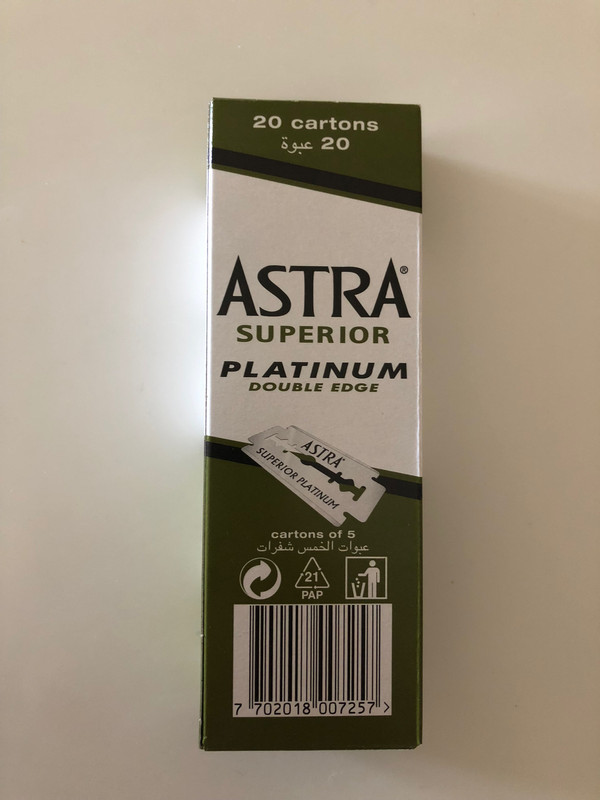 20 cartons
20 عبوة
ASTRA®
SUPERIOR
PLATINUM
DOUBLE EDGE
ASTRA
SUPERIOR PLATINUM
cartons of 5
عبوات الخمس شفرات
21
PAP
7 702018 007257 >